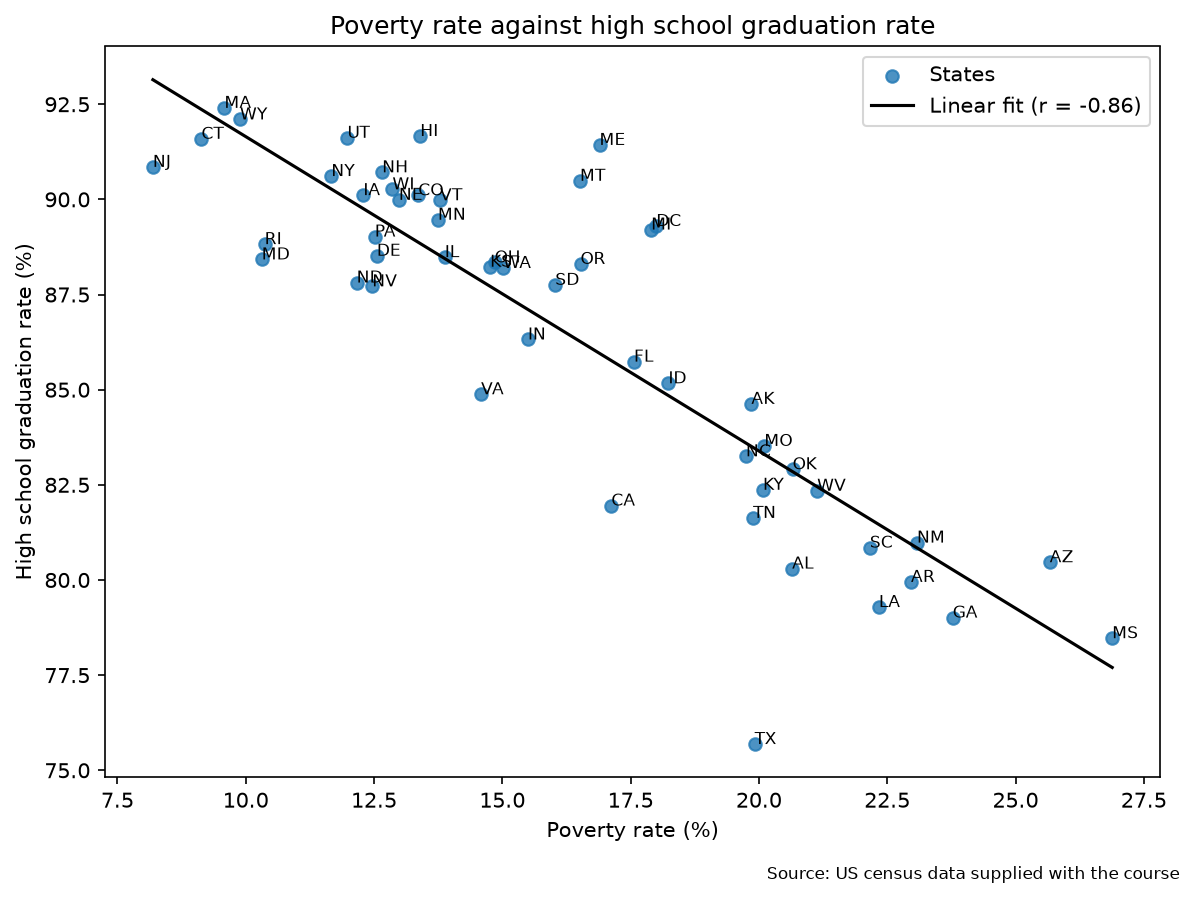 Poverty rate against high school graduation rate
States
Linear fit (r = -0.86)
High school graduation rate (%)
92.5
90.0
87.5
85.0
82.5
80.0
77.5
75.0
MA
WY
CT
NJ
UT
HI
ME
NY
NH
MT
IA
WI
NE
CO
VT
MN
DC
MI
RI
MD
PA
DE
IL
OH
KS
WA
OR
ND
NV
SD
IN
FL
ID
VA
AK
MO
NC
OK
KY
WV
CA
TN
SC
NM
AL
AZ
AR
LA
GA
MS
TX
7.5 10.0 12.5 15.0 17.5 20.0 22.5 25.0 27.5
Poverty rate (%)
Source: US census data supplied with the course